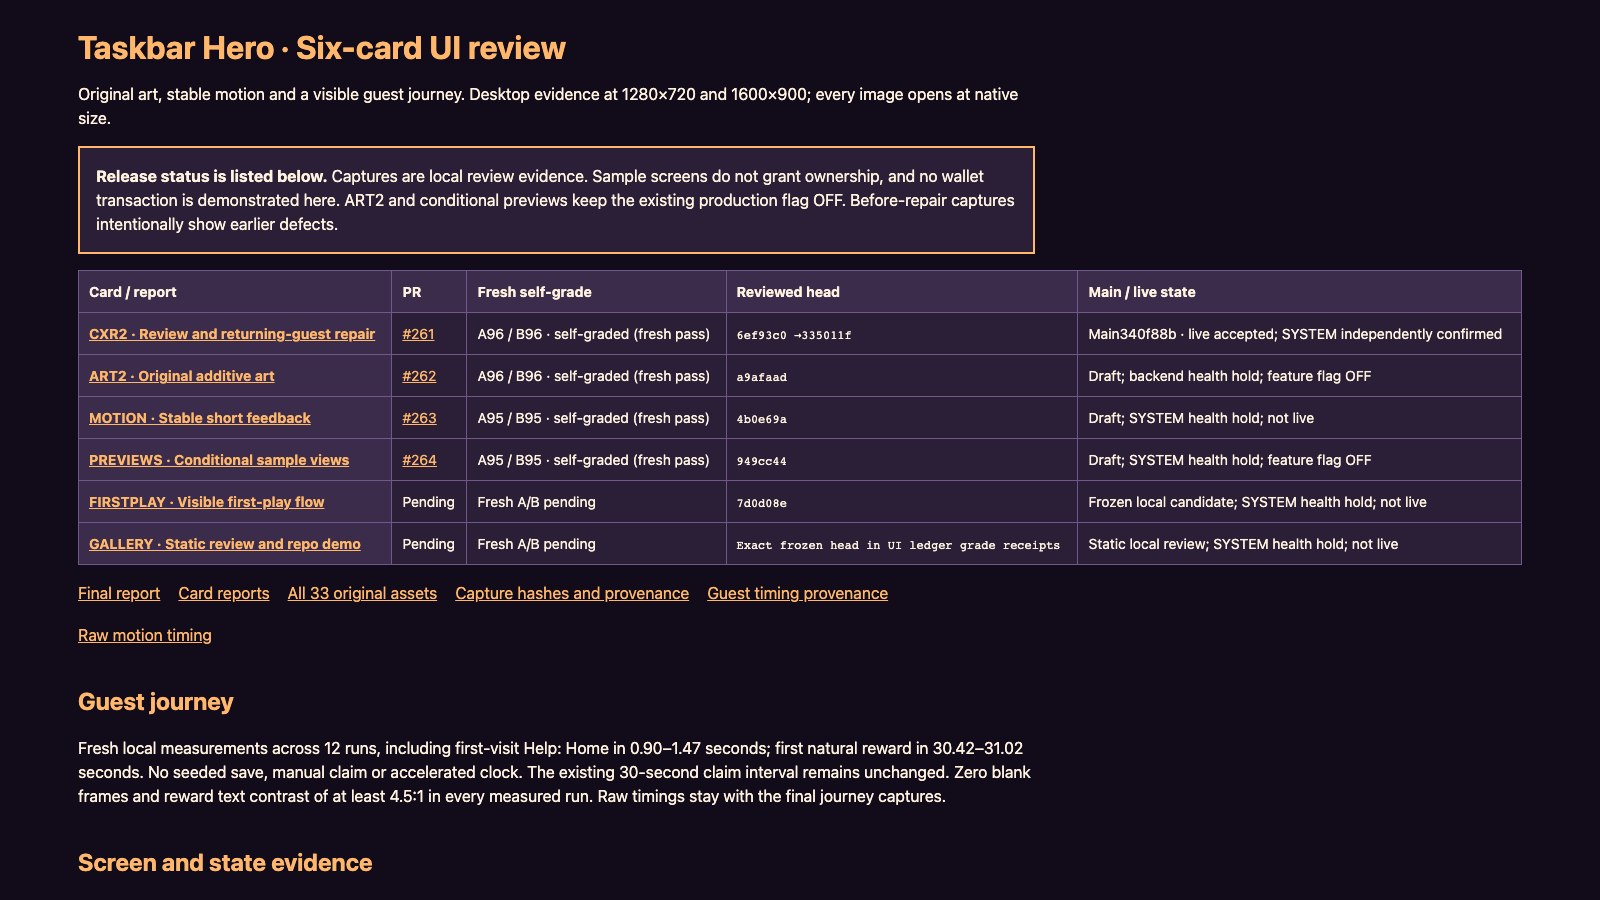 Taskbar Hero · Six-card UI review
Original art, stable motion and a visible guest journey. Desktop evidence at 1280×720 and 1600×900; every image opens at native
size.
Release status is listed below. Captures are local review evidence. Sample screens do not grant ownership, and no wallet
transaction is demonstrated here. ART2 and conditional previews keep the existing production flag OFF. Before-repair captures
intentionally show earlier defects.
Card / report PR Fresh self-grade Reviewed head Main / live state
CXR2 · Review and returning-guest repair #261 A96 / B96 · self-graded (fresh pass) 6ef93c0 →335011f Main340f88b · live accepted; SYSTEM independently confirmed
ART2 · Original additive art #262 A96 / B96 · self-graded (fresh pass) a9afaad Draft; backend health hold; feature flag OFF
MOTION · Stable short feedback #263 A95 / B95 · self-graded (fresh pass) 4b0e69a Draft; SYSTEM health hold; not live
PREVIEWS · Conditional sample views #264 A95 / B95 · self-graded (fresh pass) 949cc44 Draft; SYSTEM health hold; feature flag OFF
FIRSTPLAY · Visible first-play flow Pending Fresh A/B pending 7d0d08e Frozen local candidate; SYSTEM health hold; not live
GALLERY · Static review and repo demo Pending Fresh A/B pending Exact frozen head in UI ledger grade receipts Static local review; SYSTEM health hold; not live
Final report Card reports All 33 original assets Capture hashes and provenance Guest timing provenance
Raw motion timing
Guest journey
Fresh local measurements across 12 runs, including first-visit Help: Home in 0.90–1.47 seconds; first natural reward in 30.42–31.02
seconds. No seeded save, manual claim or accelerated clock. The existing 30-second claim interval remains unchanged. Zero blank
frames and reward text contrast of at least 4.5:1 in every measured run. Raw timings stay with the final journey captures.
Screen and state evidence